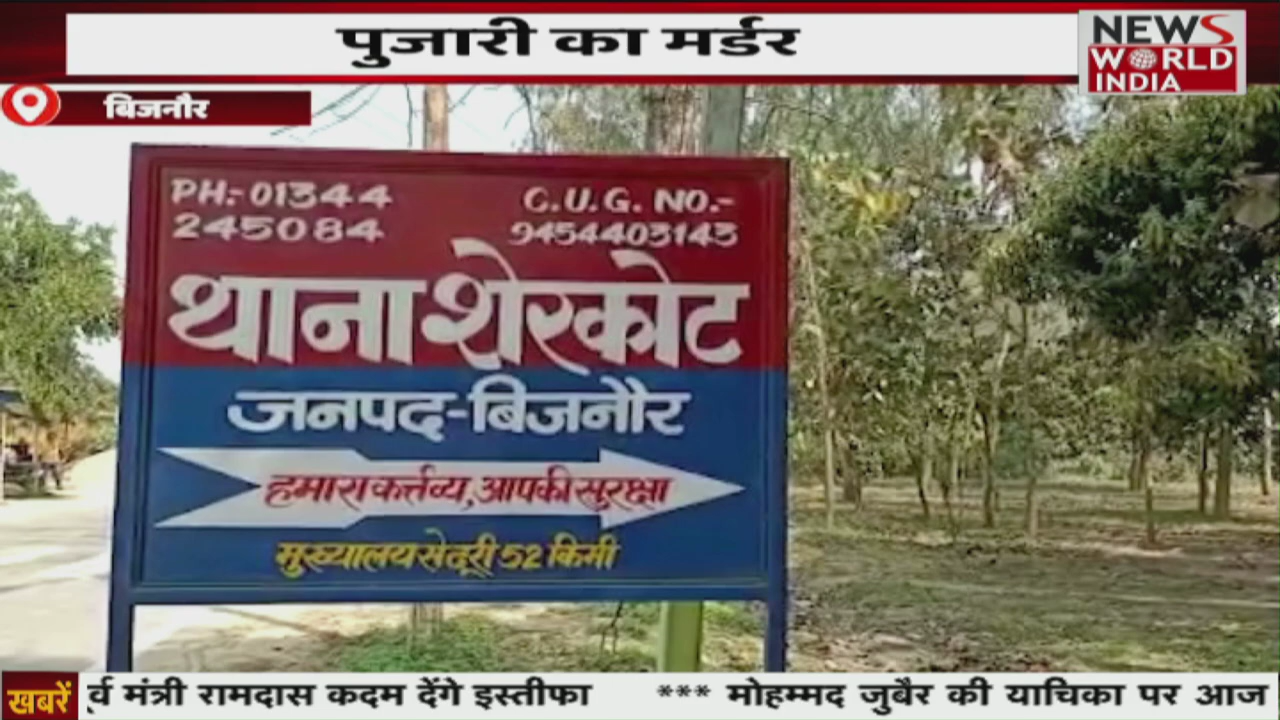 पुजारी का मर्डर
NEWS
WORLD
INDIA
बिजनौर
PH:-01344
245084
C.U.G. NO.-
9454403143
थाना शेरकोट
जनपद-बिजनौर
हमारा कर्त्तव्य, आपकी सुरक्षा
मुख्यालय से दूरी 52 किमी
खबरें
र्व मंत्री रामदास कदम देंगे इस्तीफा *** मोहम्मद जुबैर की याचिका पर आज